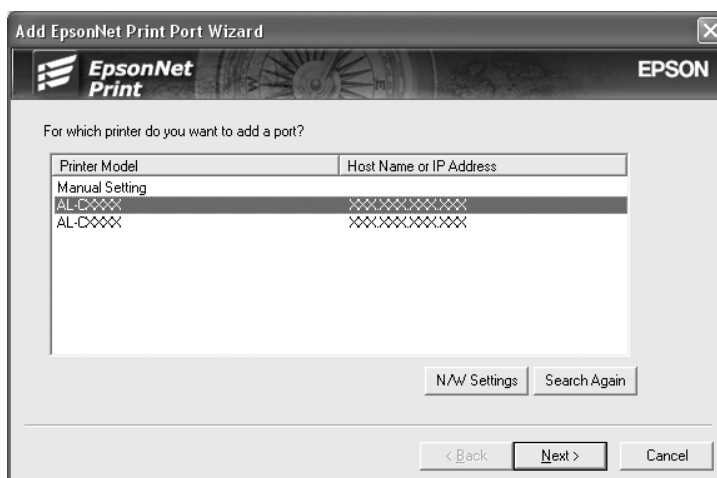 Add EpsonNet Print Port Wizard
EpsonNet
Print
EPSON
For which printer do you want to add a port?
Printer Model Host Name or IP Address
Manual Setting
AL-CXXXX XXX.XXX.XXX.XXX
AL-CXXXX XXX.XXX.XXX.XXX
N/W Settings Search Again
< Back Next > Cancel